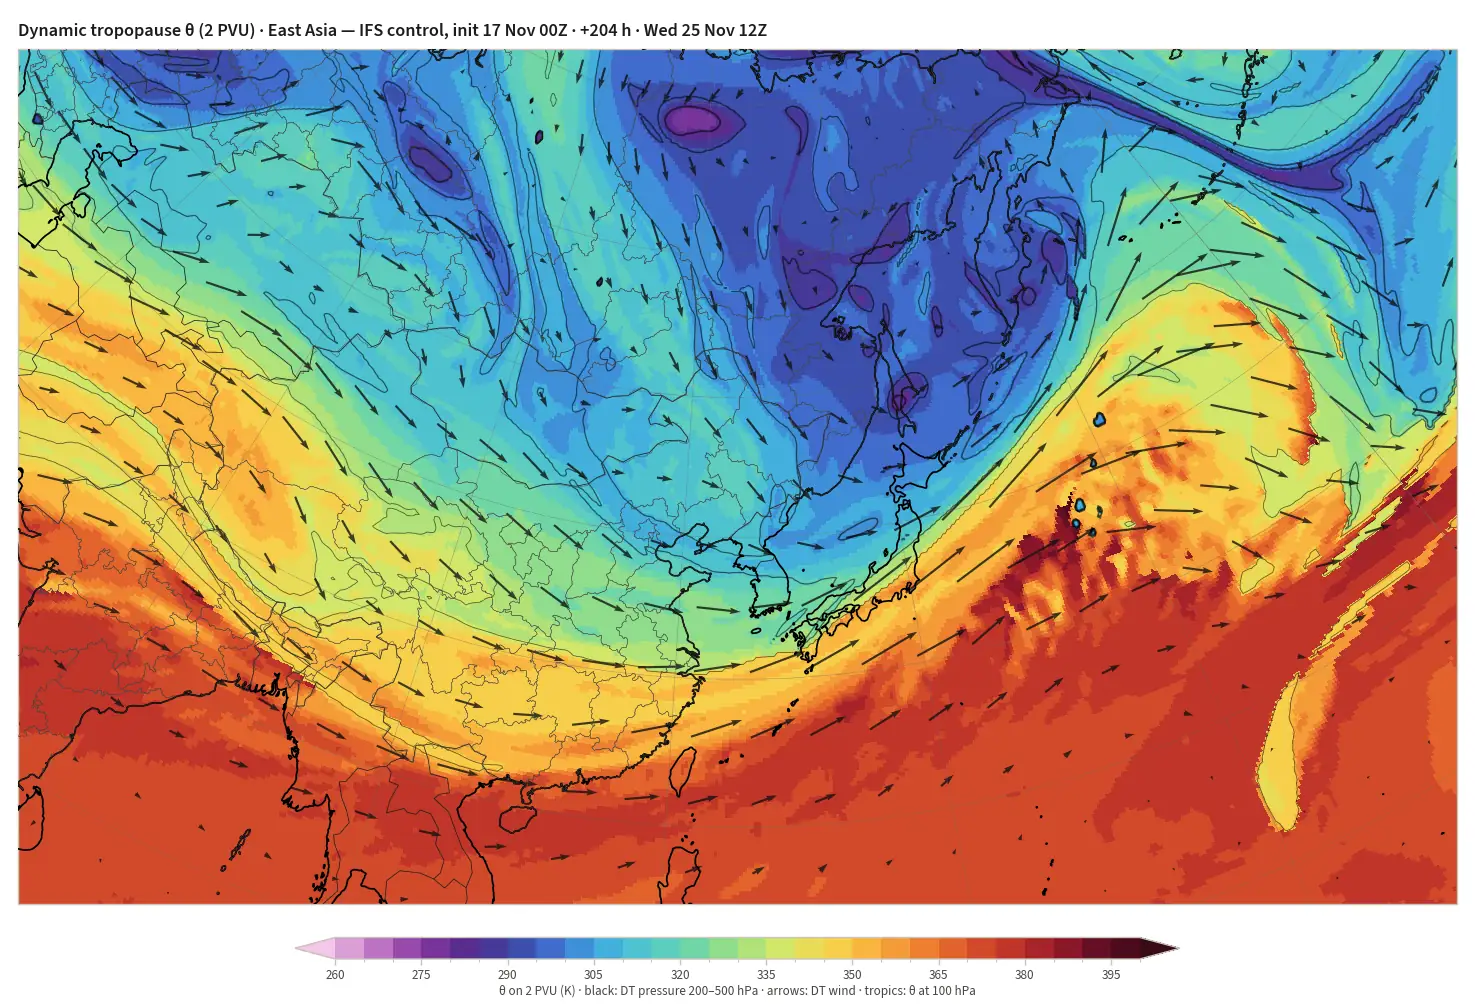 Dynamic tropopause θ (2 PVU) · East Asia — IFS control, init 17 Nov 00Z · +204 h · Wed 25 Nov 12Z
260 275 290 305 320 335 350 365 380 395
θ on 2 PVU (K) · black: DT pressure 200–500 hPa · arrows: DT wind · tropics: θ at 100 hPa